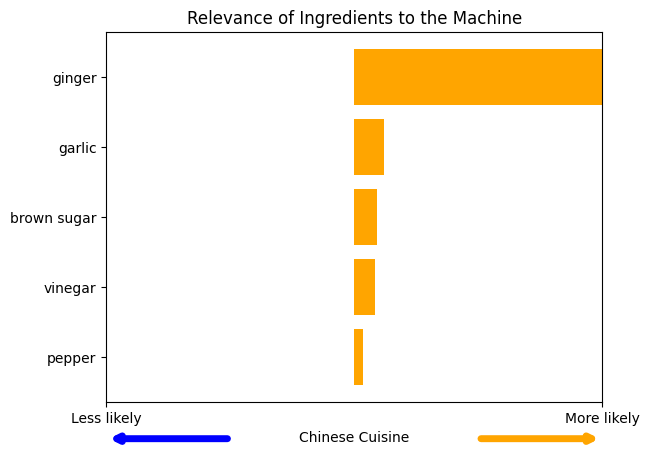 Relevance of Ingredients to the Machine
ginger
garlic
brown sugar
vinegar
pepper
Less likely
More likely
Chinese Cuisine